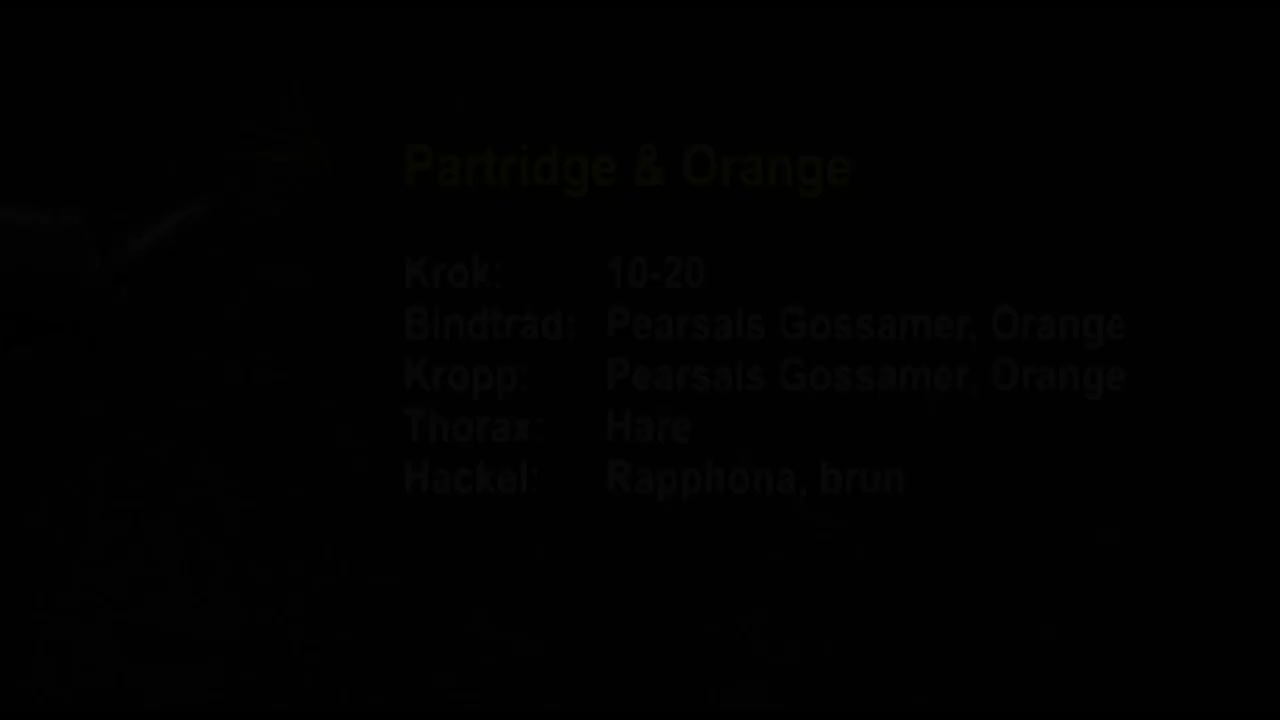 Partridge & Orange
Krok: 10-20
Bindtråd: Pearsals Gossamer, Orange
Kropp: Pearsals Gossamer, Orange
Thorax: Hare
Hackel: Rapphöna, brun